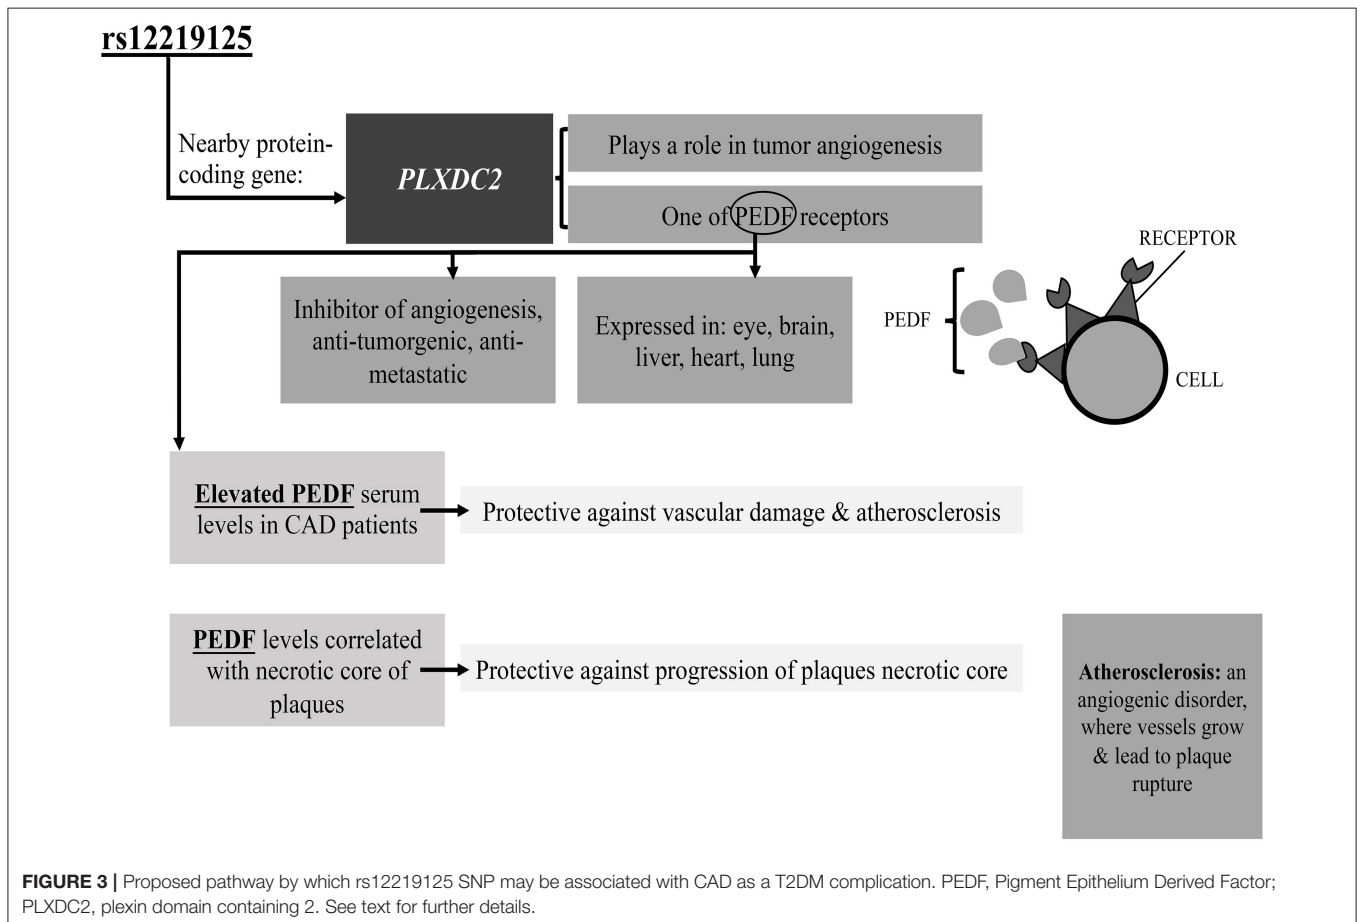 rs12219125
Nearby protein-
coding gene:
PLXDC2
Plays a role in tumor angiogenesis
One of PEDF receptors
Inhibitor of angiogenesis,
anti-tumorgenic, anti-
metastatic
Expressed in: eye, brain,
liver, heart, lung
RECEPTOR
PEDF
CELL
Elevated PEDF serum
levels in CAD patients
Protective against vascular damage & atherosclerosis
PEDF levels correlated
with necrotic core of
plaques
Protective against progression of plaques necrotic core
Atherosclerosis: an
angiogenic disorder,
where vessels grow
& lead to plaque
rupture
FIGURE 3 | Proposed pathway by which rs12219125 SNP may be associated with CAD as a T2DM complication. PEDF, Pigment Epithelium Derived Factor;
PLXDC2, plexin domain containing 2. See text for further details.